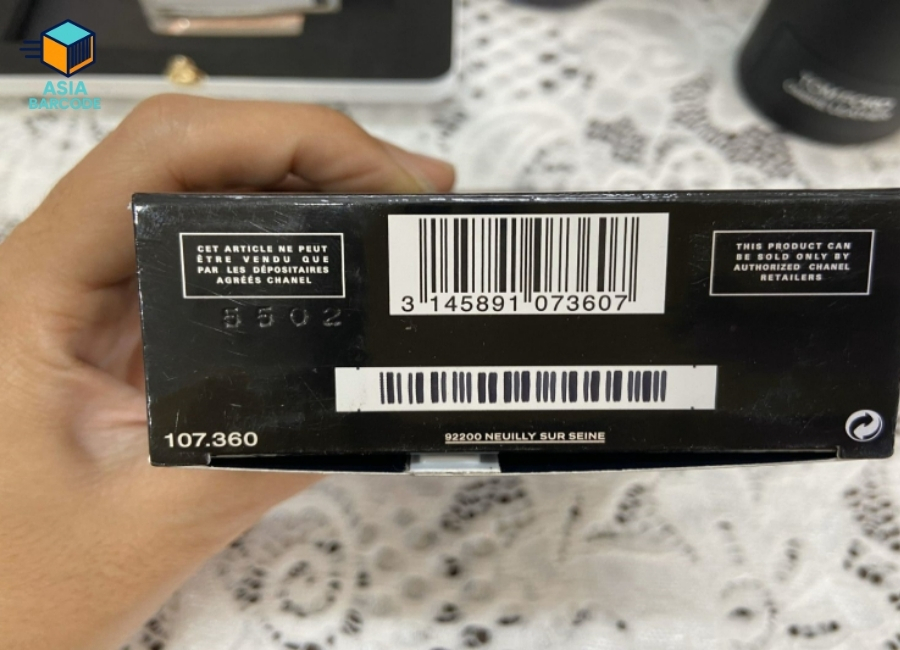 ASIA
BARCODE
CET ARTICLE NE PEUT
ÊTRE VENDU QUE
PAR LES DÉPOSITAIRES
AGRÉÉS CHANEL
5502
3 145891 073607
THIS PRODUCT CAN
BE SOLD ONLY BY
AUTHORIZED CHANEL
RETAILERS
107.360
92200 NEUILLY SUR SEINE